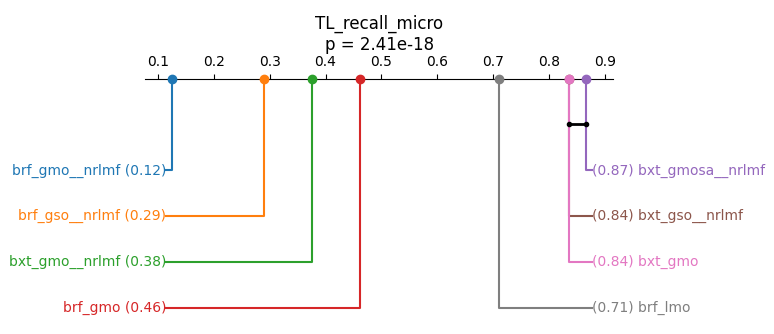 TL_recall_micro
p = 2.41e-18
0.1 0.2 0.3 0.4 0.5 0.6 0.7 0.8 0.9
brf_gmo__nrlmf (0.12) (0.87) bxt_gmosa__nrlmf
brf_gso__nrlmf (0.29) (0.84) bxt_gso__nrlmf
bxt_gmo__nrlmf (0.38) (0.84) bxt_gmo
brf_gmo (0.46) (0.71) brf_lmo